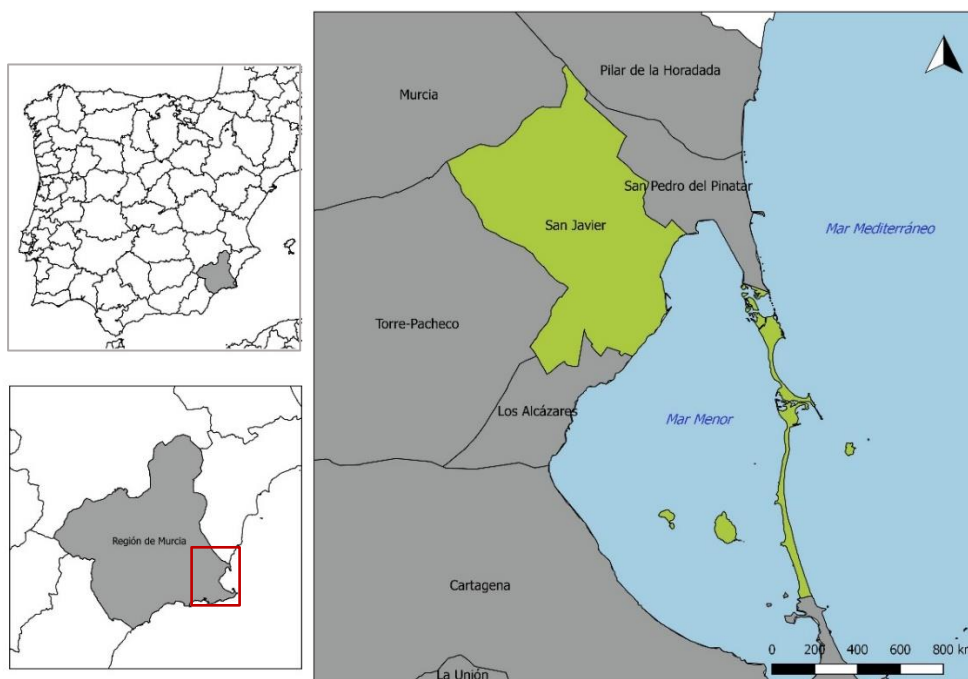 Pilar de la Horadada
Murcia
San Pedro del Pinatar
San Javier
Mar Mediterráneo
Torre-Pacheco
Los Alcázares
Mar Menor
Región de Murcia
Cartagena
La Unión
0 200 400 600 800 km